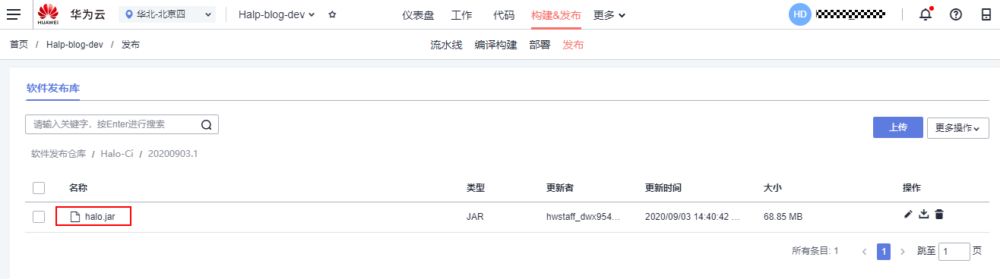 HUAWEI 华为云 华北-北京四 Halp-blog-dev 仪表盘 工作 代码 构建&发布 更多 HD
首页 / Halp-blog-dev / 发布 流水线 编译构建 部署 发布
软件发布库
请输入关键字，按Enter进行搜索 上传 更多操作
软件发布仓库 / Halo-Ci / 20200903.1
名称 类型 更新者 更新时间 大小 操作
halo.jar JAR hwstaff_dwx954... 2020/09/03 14:40:42 ... 68.85 MB
所有条目: 1 1 跳至 1 页